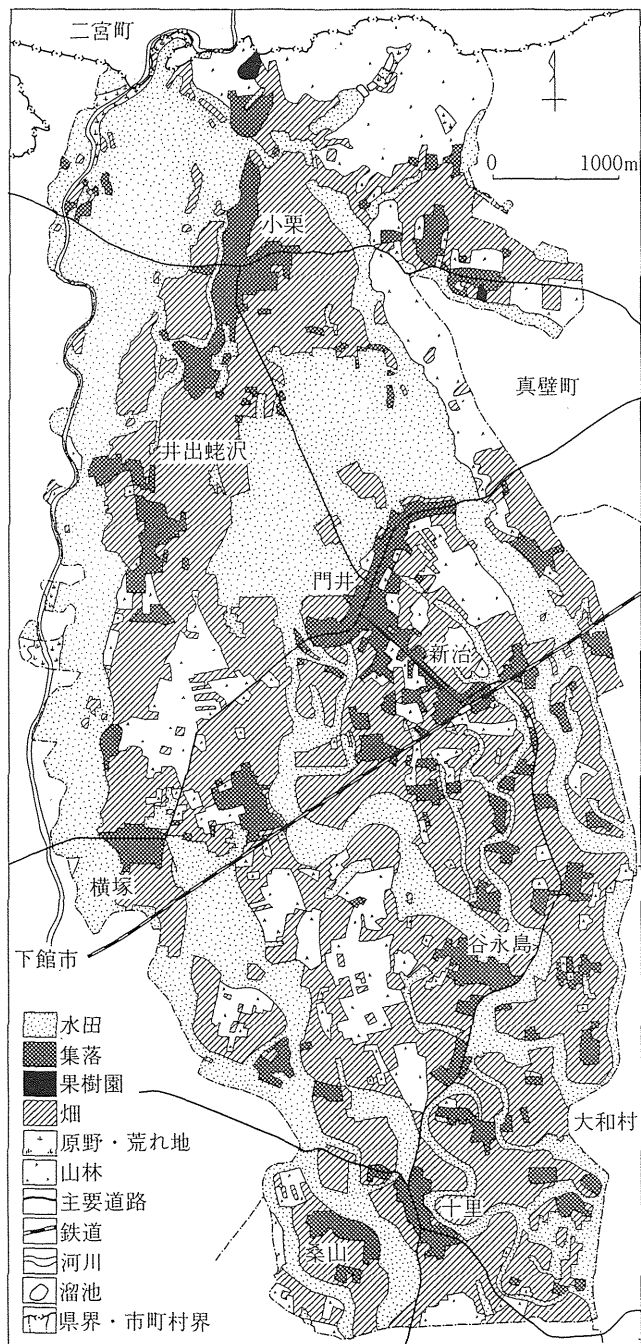 二宮町
0 1000m
小栗
真壁町
井出蛯沢
門井
新治
横塚
下館市
谷永島
大和村
十里
桑山
水田
集落
果樹園
畑
原野・荒れ地
山林
主要道路
鉄道
河川
溜池
県界・市町村界